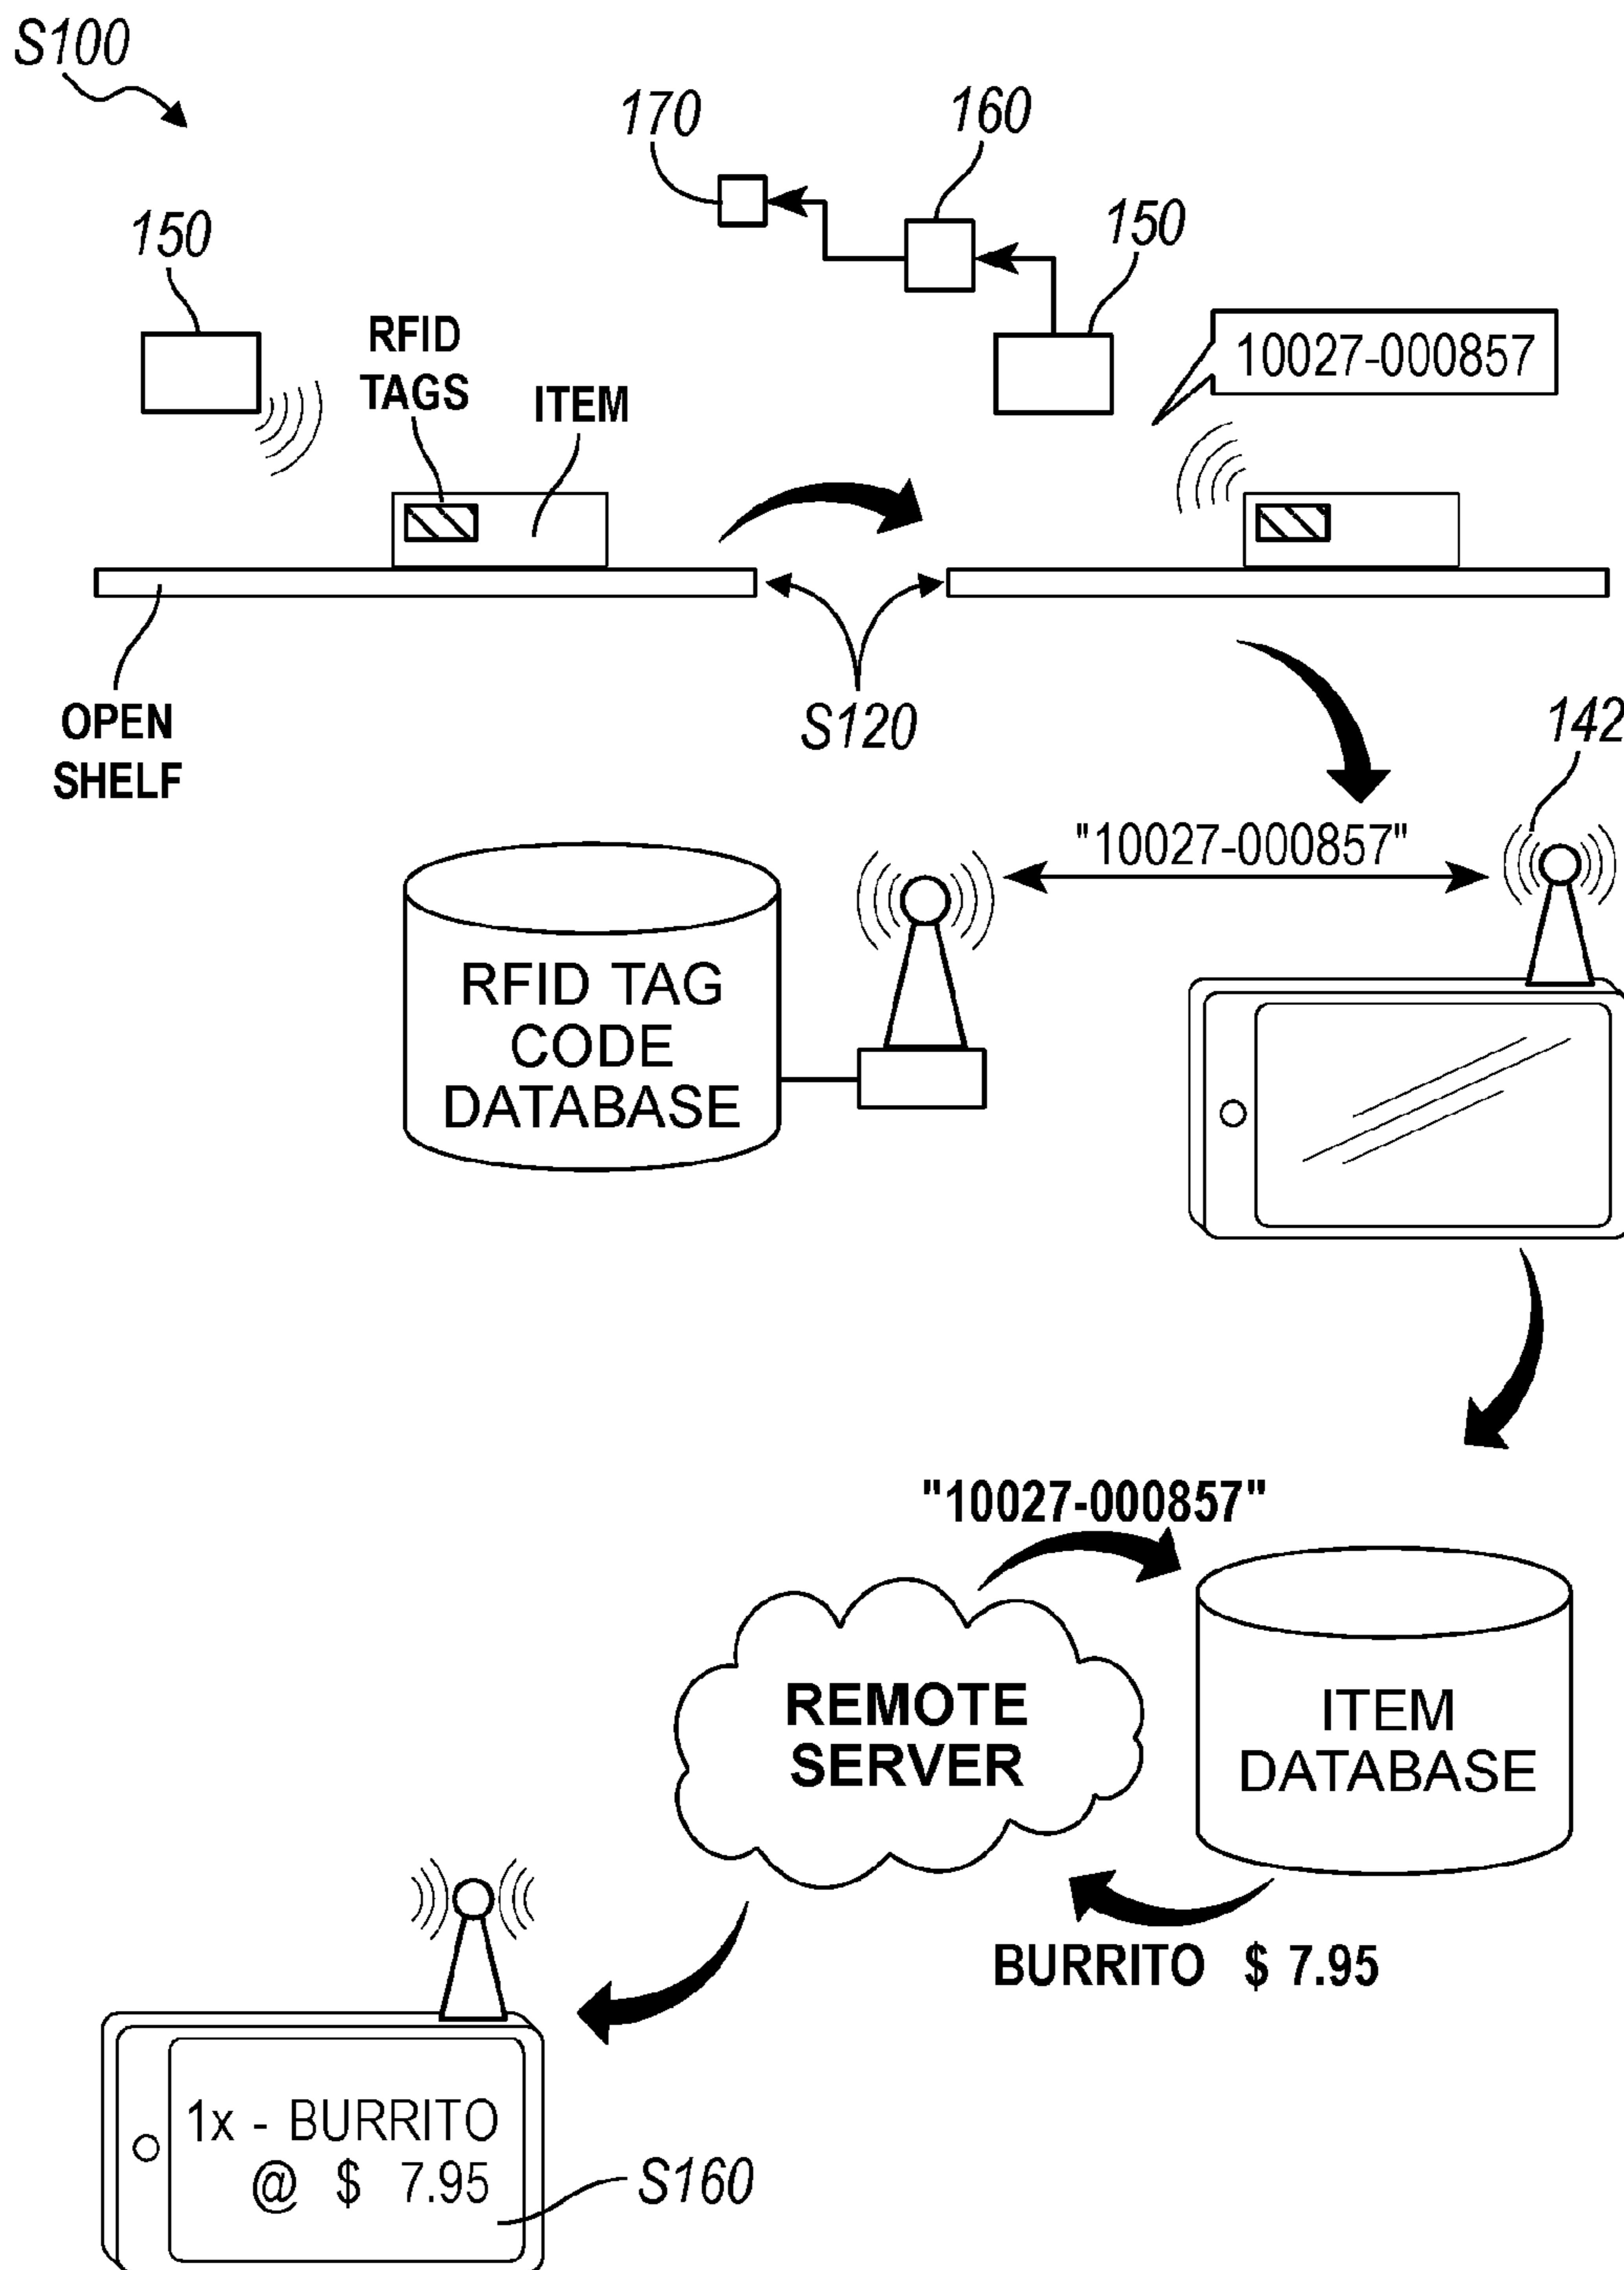 S100
170
160
150
150
RFID
TAGS
ITEM
10027-000857
OPEN
SHELF
S120
142
"10027-000857"
RFID TAG
CODE
DATABASE
"10027-000857"
REMOTE
SERVER
ITEM
DATABASE
BURRITO $ 7.95
1x - BURRITO
@ $ 7.95
S160